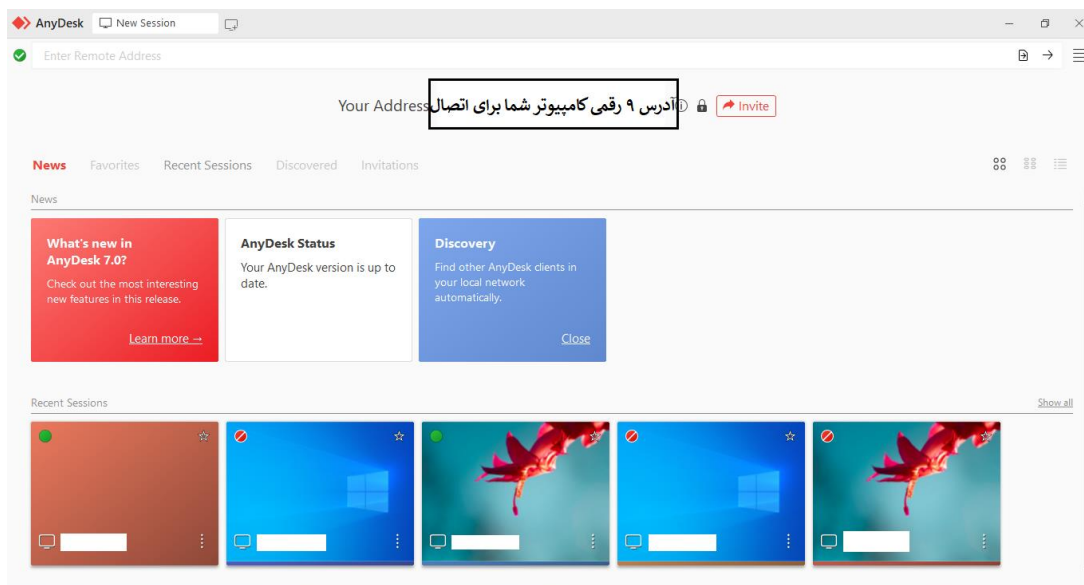 AnyDesk New Session
Enter Remote Address
Your Address آدرس ۹ رقمی کامپیوتر شما برای اتصال Invite
News Favorites Recent Sessions Discovered Invitations
News
What's new in
AnyDesk 7.0?
Check out the most interesting
new features in this release.
Learn more →
AnyDesk Status
Your AnyDesk version is up to
date.
Discovery
Find other AnyDesk clients in
your local network
automatically.
Close
Recent Sessions Show all